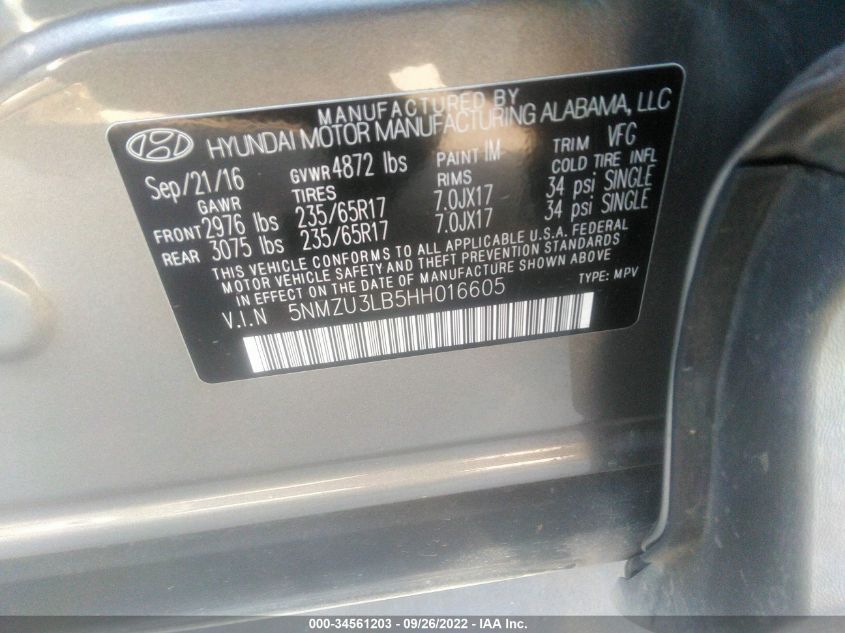 MANUFACTURED BY
HYUNDAI MOTOR MANUFACTURING ALABAMA, LLC
Sep/21/16 GVWR 4872 lbs PAINT IM TRIM VFG
GAWR TIRES RIMS COLD TIRE INFL
FRONT 2976 lbs 235/65R17 7.0JX17 34 psi SINGLE
REAR 3075 lbs 235/65R17 7.0JX17 34 psi SINGLE
THIS VEHICLE CONFORMS TO ALL APPLICABLE U.S.A. FEDERAL
MOTOR VEHICLE SAFETY AND THEFT PREVENTION STANDARDS
IN EFFECT ON THE DATE OF MANUFACTURE SHOWN ABOVE
V.I.N 5NMZU3LB5HH016605 TYPE: MPV
000-34561203 - 09/26/2022 - IAA Inc.